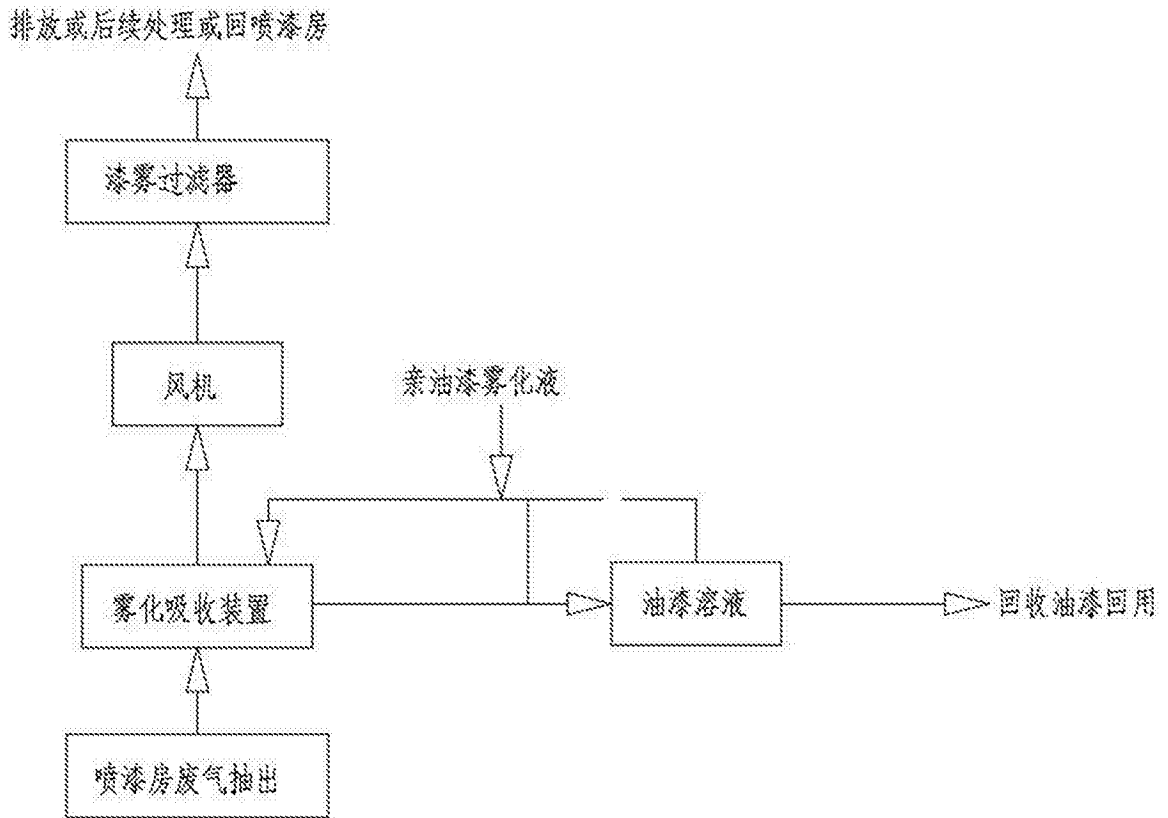 排放或后续处理或回喷漆房
漆雾过滤器
风机
亲油漆雾化液
雾化吸收装置
油漆溶液
回收油漆回用
喷漆房废气抽出